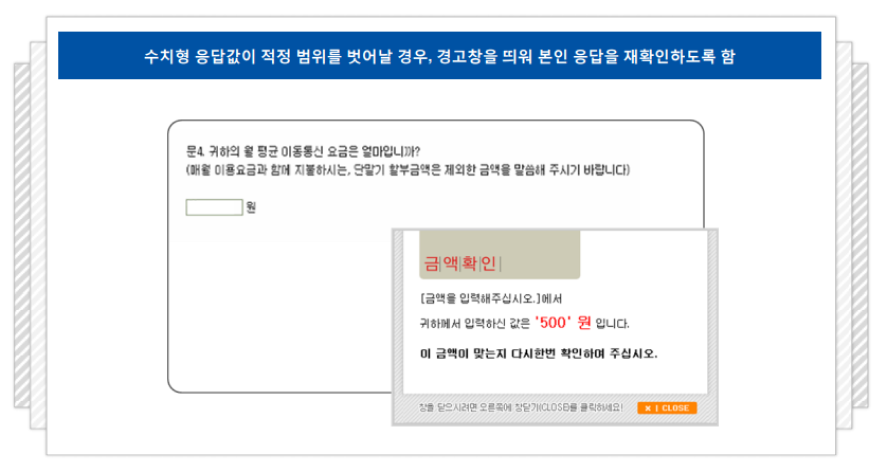 수치형 응답값이 적정 범위를 벗어날 경우, 경고창을 띄워 본인 응답을 재확인하도록 함
문4. 귀하의 월 평균 이동통신 요금은 얼마입니까?
(매월 이용요금과 함께 지불하시는, 단말기 할부금액은 제외한 금액을 말씀해 주시기 바랍니다)
원
금|액|확|인|
[금액을 입력해주십시오.]에서
귀하께서 입력하신 값은 '500' 원 입니다.
이 금액이 맞는지 다시한번 확인하여 주십시오.
창을 닫으시려면 오른쪽에 창닫기(CLOSE)를 클릭하세요!
× | CLOSE